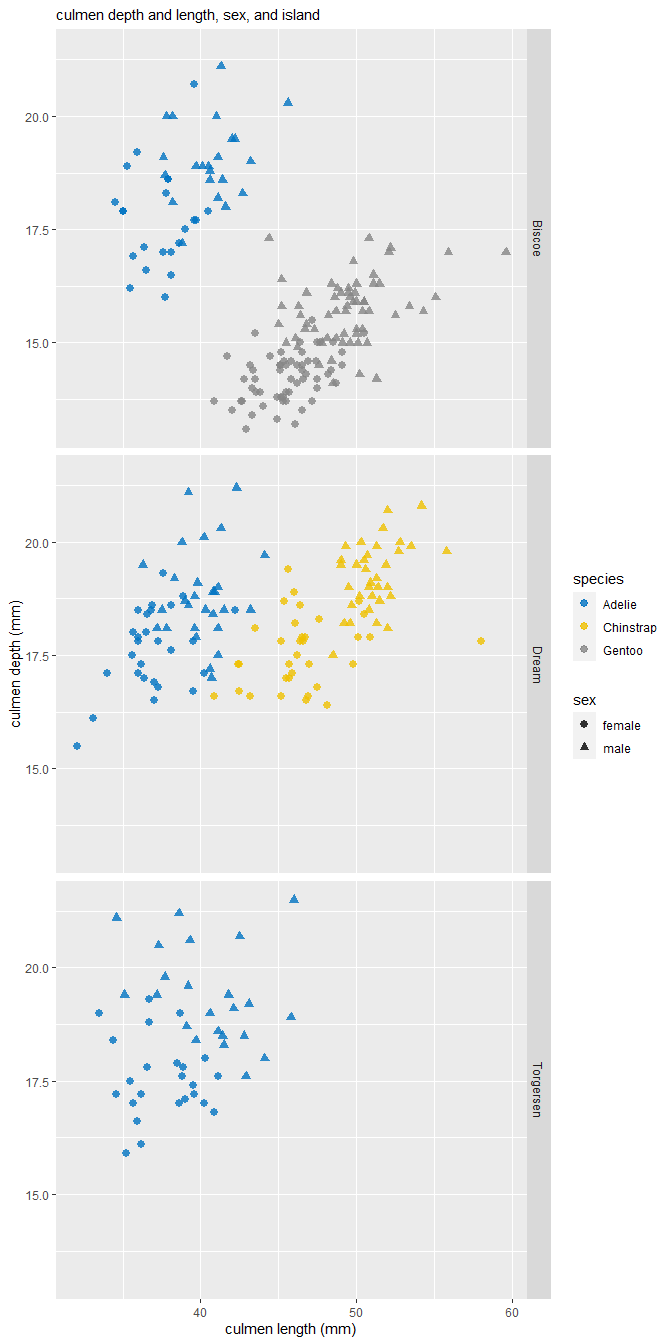 culmen depth and length, sex, and island
20.0
17.5
15.0
Biscoe
20.0
17.5
15.0
Dream
20.0
17.5
15.0
Torgersen
40
50
60
culmen length (mm)
culmen depth (mm)
species
Adelie
Chinstrap
Gentoo
sex
female
male